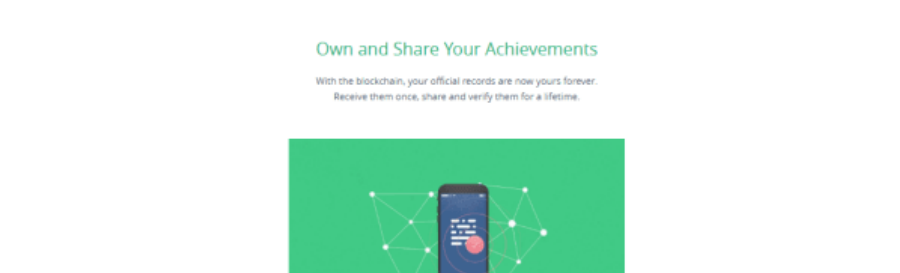 Own and Share Your Achievements
With the blockchain, your official records are now yours forever.
Receive them once, share and verify them for a lifetime.